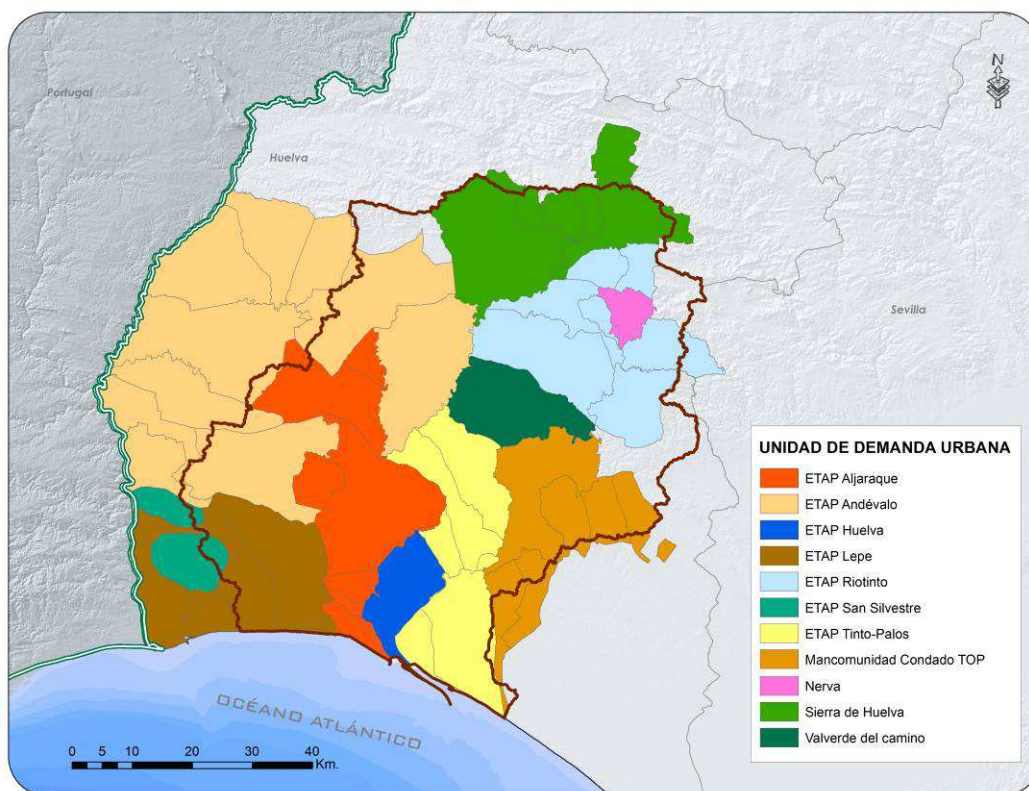 N
Portugal
Huelva
Sevilla
UNIDAD DE DEMANDA URBANA
ETAP Aljaraque
ETAP Andévalo
ETAP Huelva
ETAP Lepe
ETAP Riotinto
ETAP San Silvestre
ETAP Tinto-Palos
Mancomunidad Condado TOP
Nerva
Sierra de Huelva
Valverde del camino
OCÉANO ATLÁNTICO
0 5 10 20 30 40
Km.